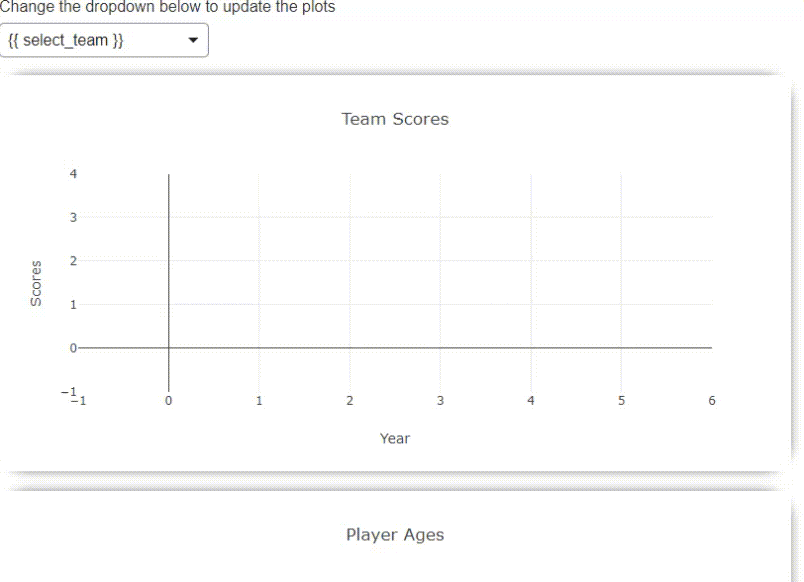 Change the dropdown below to update the plots
{{ select_team }}
Team Scores
4
3
2
1
0
−1
Scores
−1 0 1 2 3 4 5 6
Year
Player Ages